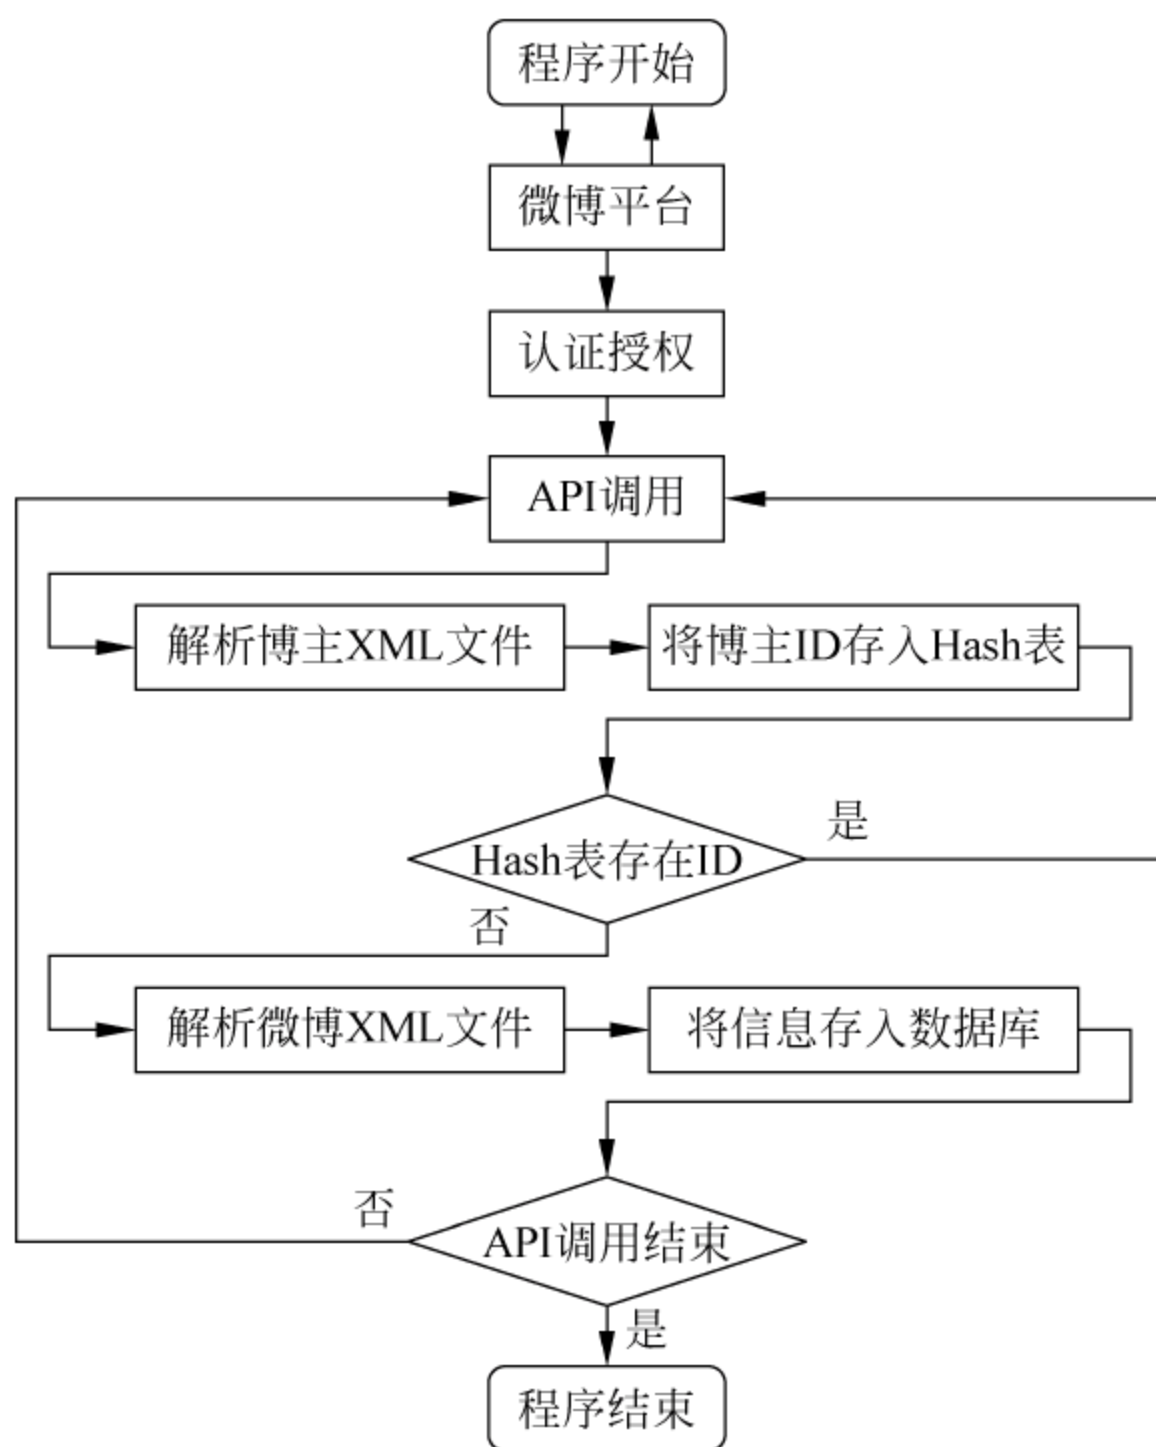 程序开始
微博平台
认证授权
API调用
解析博主XML文件
将博主ID存入Hash表
是
Hash表存在ID
否
解析微博XML文件
将信息存入数据库
否
API调用结束
是
程序结束